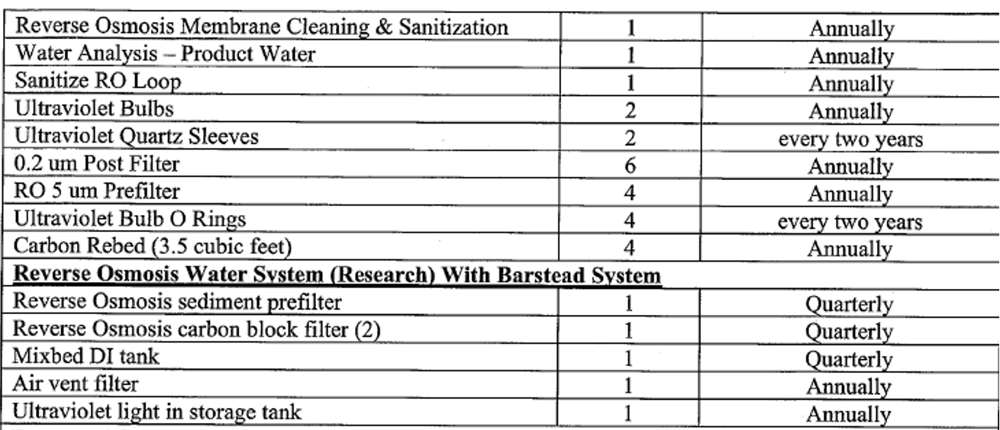 Reverse Osmosis Membrane Cleaning & Sanitization 1 Annually
Water Analysis – Product Water 1 Annually
Sanitize RO Loop 1 Annually
Ultraviolet Bulbs 2 Annually
Ultraviolet Quartz Sleeves 2 every two years
0.2 um Post Filter 6 Annually
RO 5 um Prefilter 4 Annually
Ultraviolet Bulb O Rings 4 every two years
Carbon Rebed (3.5 cubic feet) 4 Annually
Reverse Osmosis Water System (Research) With Barstead System
Reverse Osmosis sediment prefilter 1 Quarterly
Reverse Osmosis carbon block filter (2) 1 Quarterly
Mixbed DI tank 1 Quarterly
Air vent filter 1 Annually
Ultraviolet light in storage tank 1 Annually